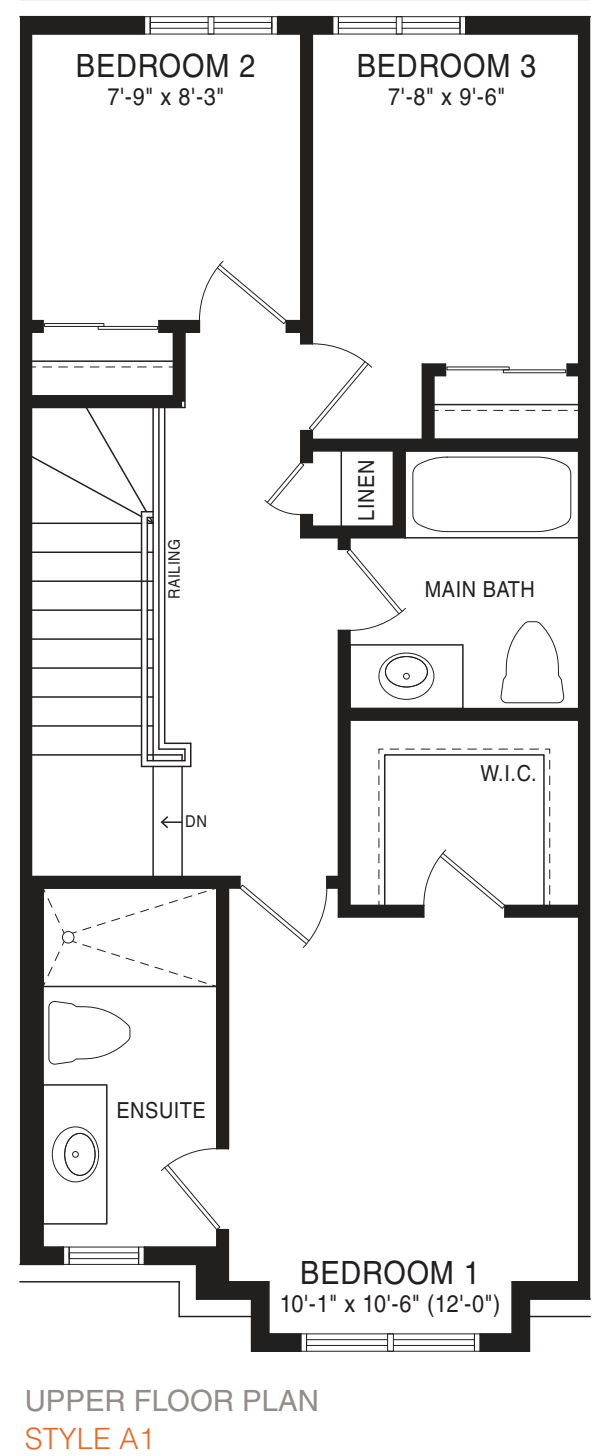 BEDROOM 2
7'-9" x 8'-3"
BEDROOM 3
7'-8" x 9'-6"
LINEN
RAILING
MAIN BATH
W.I.C.
DN
ENSUITE
BEDROOM 1
10'-1" x 10'-6" (12'-0")
UPPER FLOOR PLAN
STYLE A1